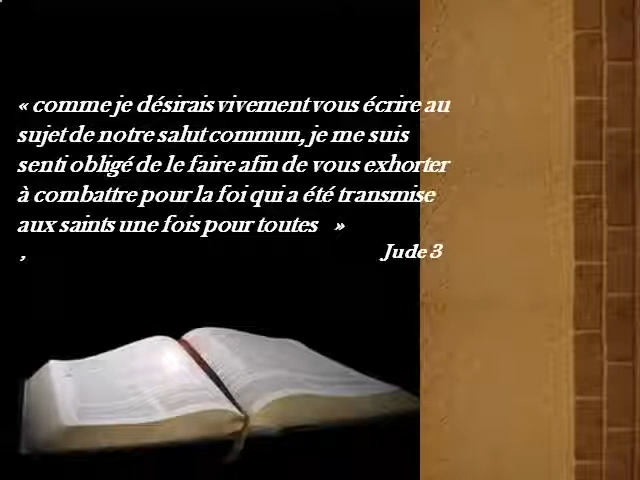 « comme je désirais vivement vous écrire au
sujet de notre salut commun, je me suis
senti obligé de le faire afin de vous exhorter
à combattre pour la foi qui a été transmise
aux saints une fois pour toutes »
, Jude 3